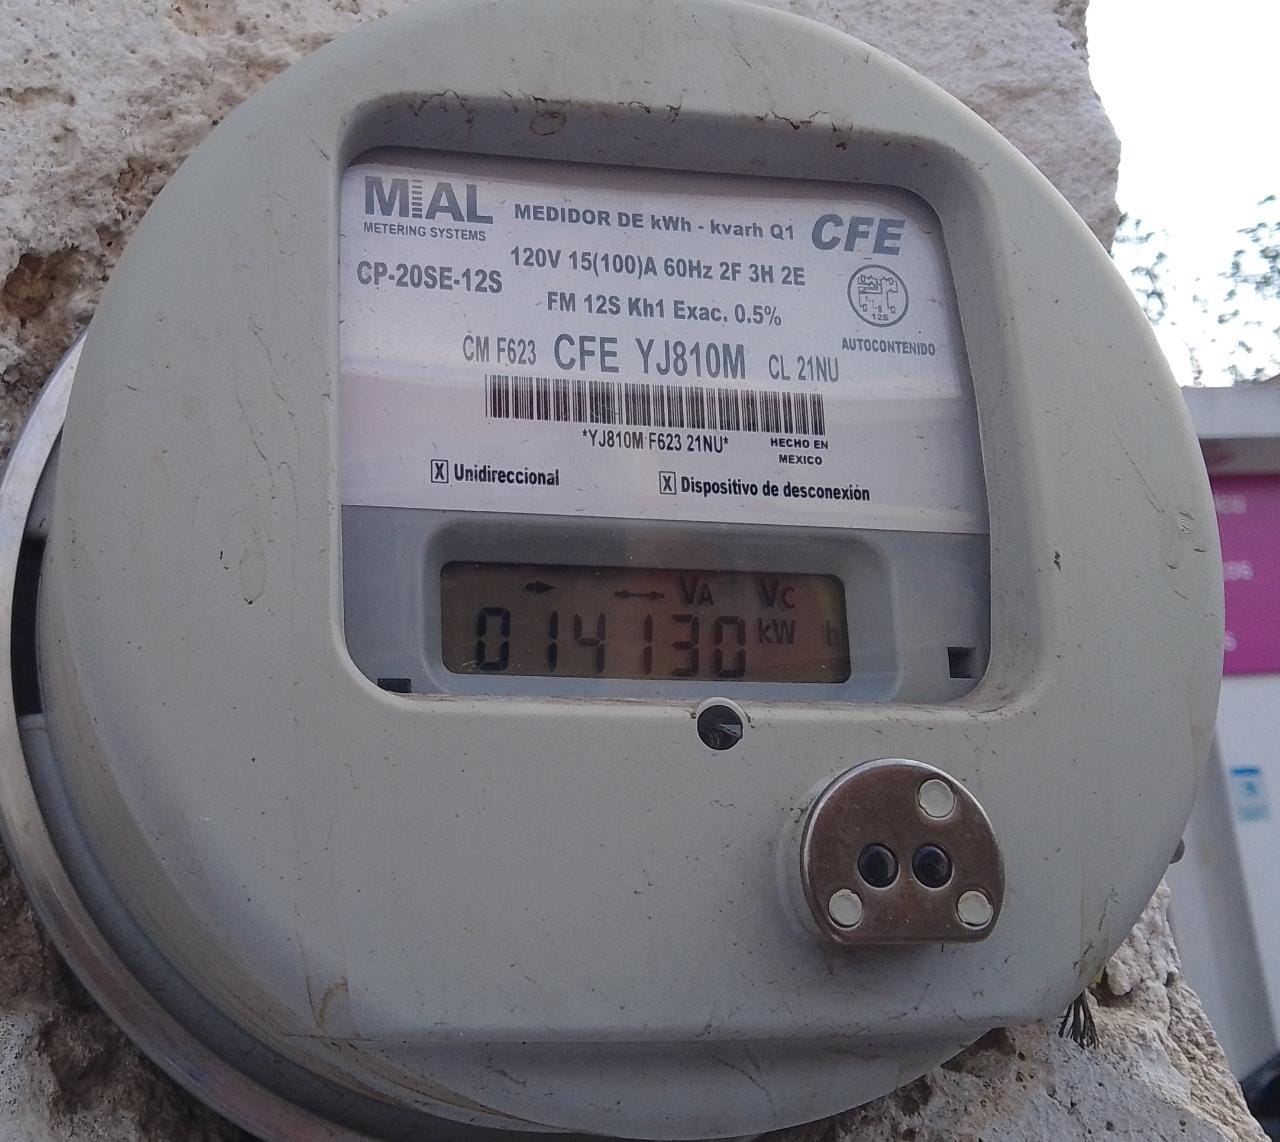 MIAL
METERING SYSTEMS
MEDIDOR DE kWh - kvarh Q1
CFE
CP-20SE-12S
120V 15(100)A 60Hz 2F 3H 2E
FM 12S Kh1 Exac. 0.5%
12S
AUTOCONTENIDO
CM F623 CFE YJ810M CL 21NU
*YJ810M F623 21NU*
HECHO EN
MEXICO
X Unidireccional
X Dispositivo de desconexión
VA VC
014130 kW h